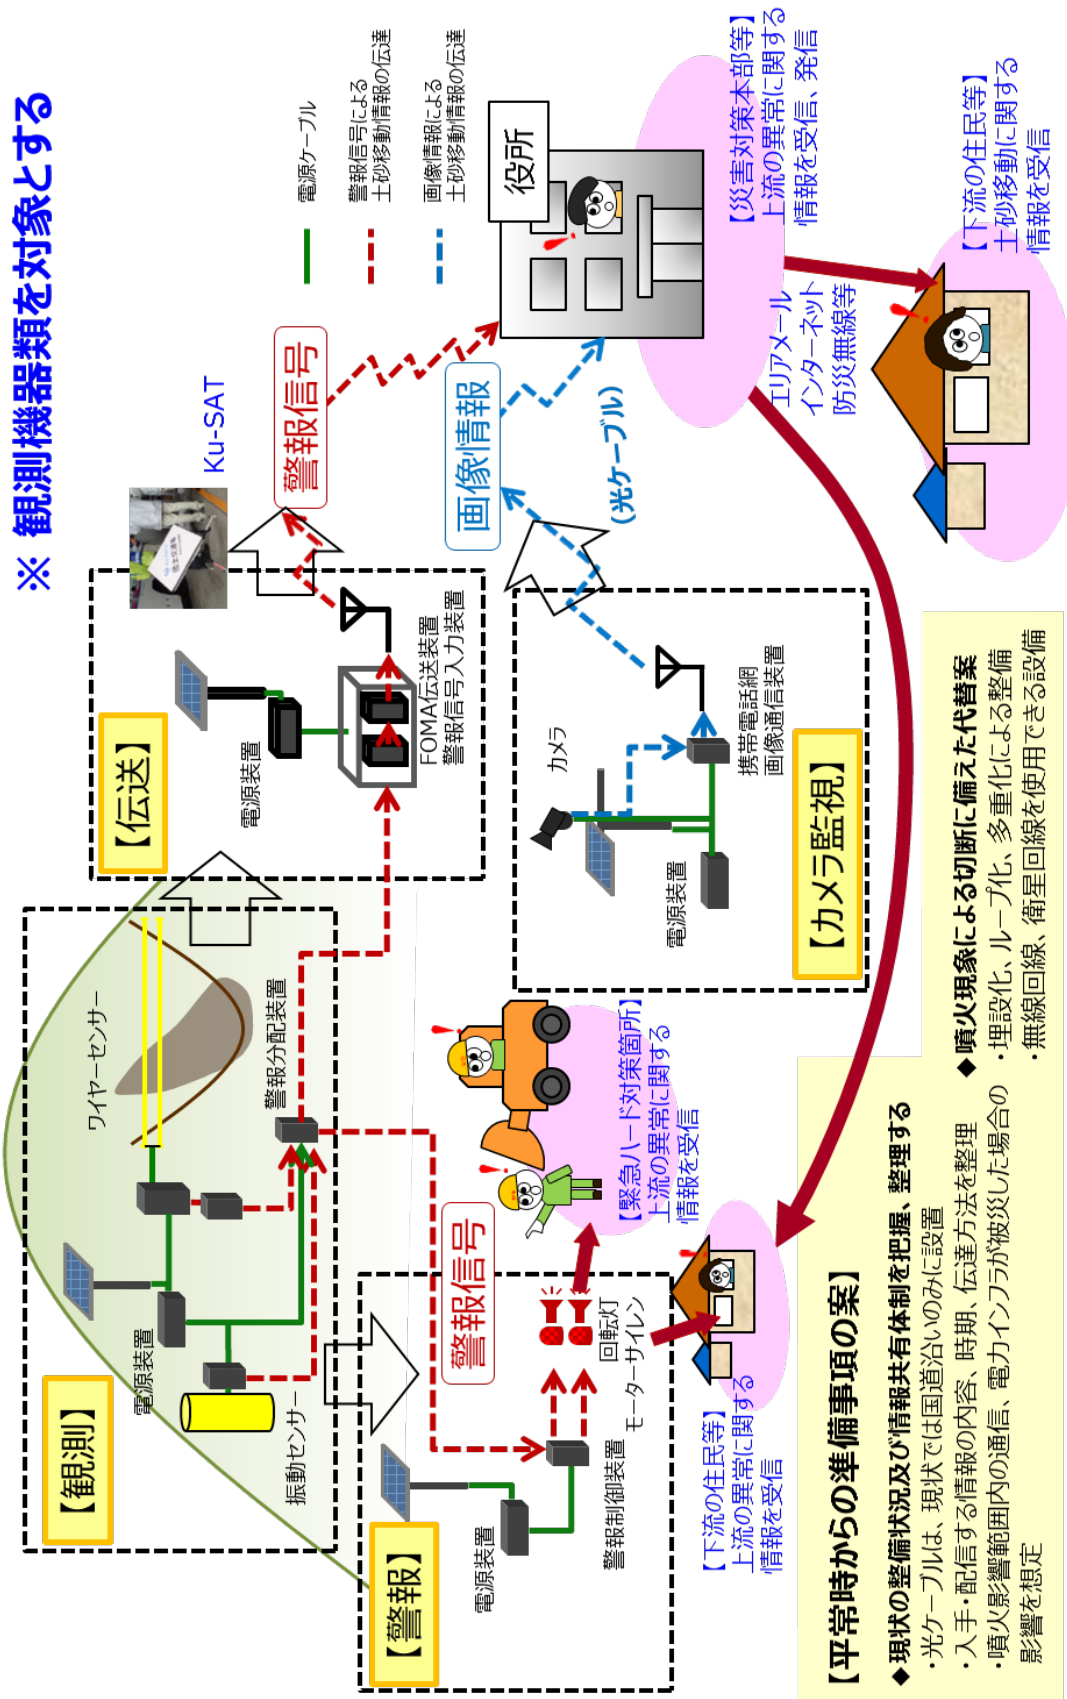 ※ 観測機器類を対象とする
電源ケーブル
警報信号による
土砂移動情報の伝達
画像情報による
土砂移動情報の伝達
【観測】
ワイヤーセンサー
電源装置
振動センサー
警報分配装置
【伝送】
電源装置
FOMA伝送装置
警報信号入力装置
Ku-SAT
警報信号
画像情報
(光ケーブル)
役所
【災害対策本部等】
上流の異常に関する
情報を受信、発信
エリアメール
インターネット
防災無線等
【下流の住民等】
土砂移動に関する
情報を受信
【カメラ監視】
カメラ
電源装置
携帯電話網
画像通信装置
【警報】
電源装置
警報制御装置
警報信号
回転灯
モーターサイレン
【緊急ハード対策箇所】
上流の異常に関する
情報を受信
【下流の住民等】
上流の異常に関する
情報を受信
【平常時からの準備事項の案】
◆現状の整備状況及び情報共有体制を把握、整理する
・光ケーブルは、現状では国道沿いのみに設置
・入手・配信する情報の内容、時期、伝達方法を整理
・噴火影響範囲内の通信、電力インフラが被災した場合の
影響を想定
◆噴火現象による切断に備えた代替案
・埋設化、ループ化、多重化による整備
・無線回線、衛星回線を使用できる設備